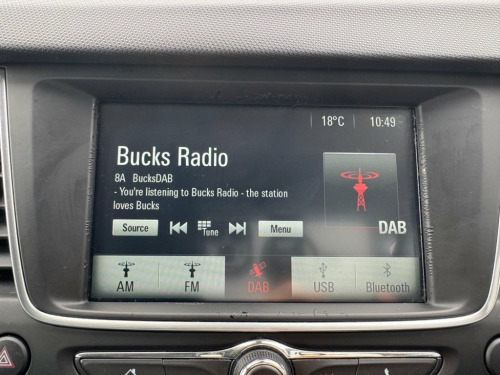 18°C 10:49
Bucks Radio
8A BucksDAB
- You're listening to Bucks Radio - the station
loves Bucks
DAB
Source Tune Menu
AM FM DAB USB Bluetooth